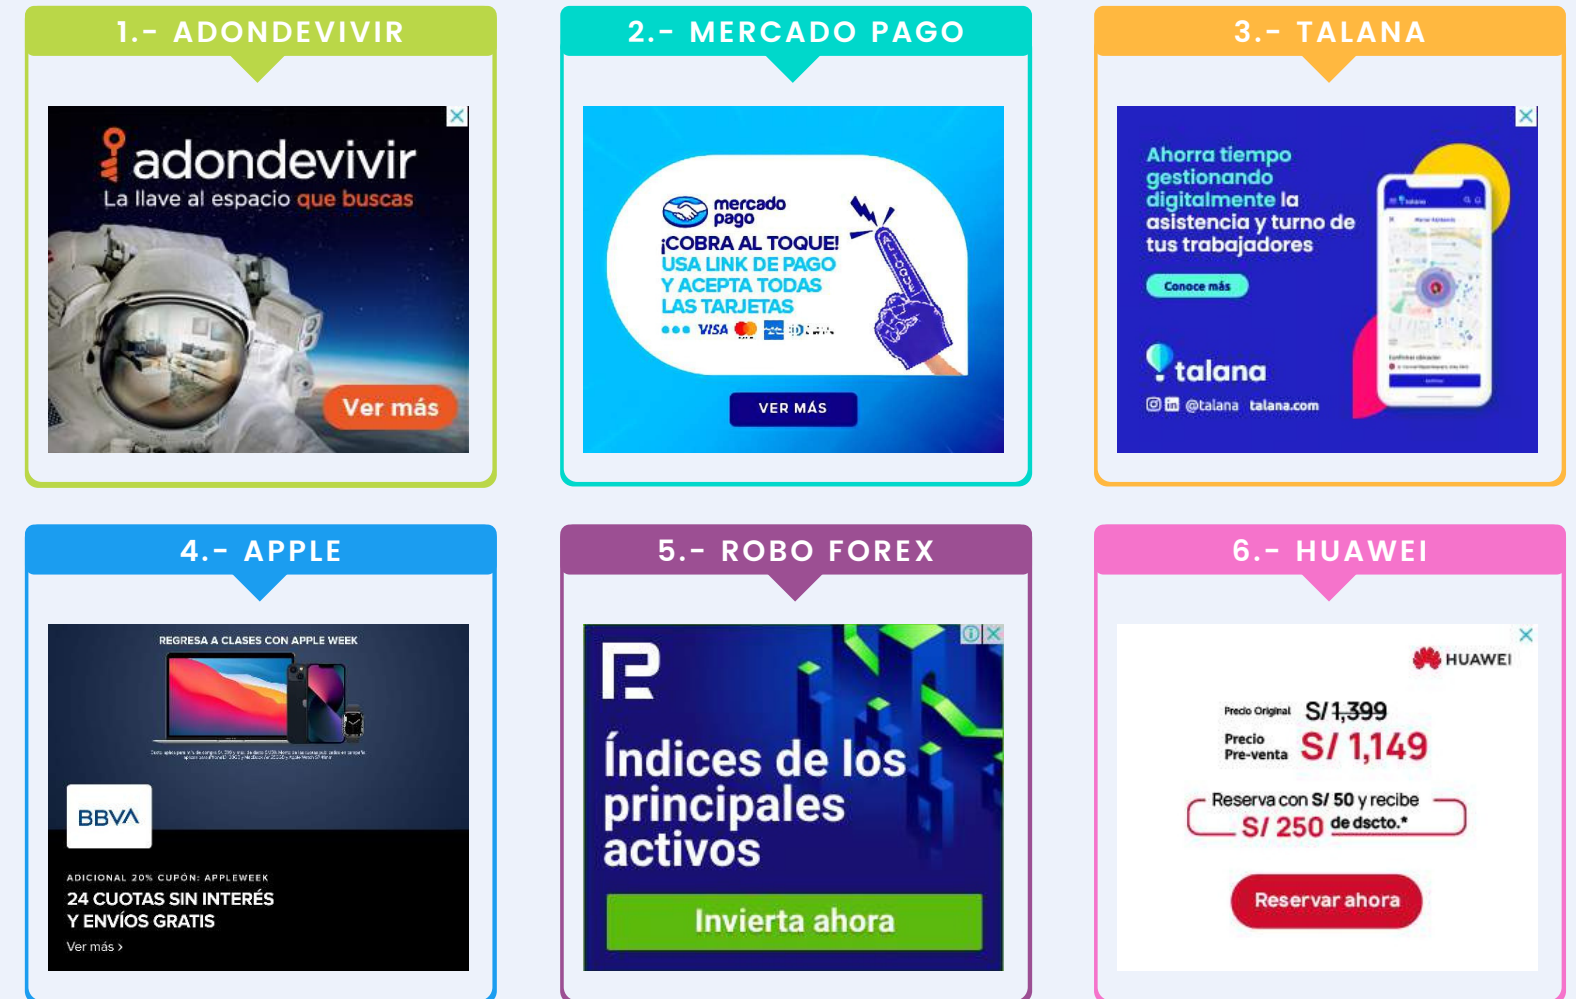 1.- ADONDEVIVIR
adondevivir
La llave al espacio que buscas
Ver más
2.- MERCADO PAGO
mercado
pago
¡COBRA AL TOQUE!
USA LINK DE PAGO
Y ACEPTA TODAS
LAS TARJETAS
VISA
AL TOQUE
VER MÁS
3.- TALANA
Ahorra tiempo
gestionando
digitalmente la
asistencia y turno de
tus trabajadores
Conoce más
talana
talana
@talana talana.com
4.- APPLE
REGRESA A CLASES CON APPLE WEEK
BBVA
ADICIONAL 20% CUPÓN: APPLEWEEK
24 CUOTAS SIN INTERÉS
Y ENVÍOS GRATIS
Ver más >
5.- ROBO FOREX
Índices de los
principales
activos
Invierta ahora
6.- HUAWEI
HUAWEI
Precio Original S/ 1,399
Precio
Pre-venta S/ 1,149
Reserva con S/ 50 y recibe
S/ 250 de dscto.*
Reservar ahora